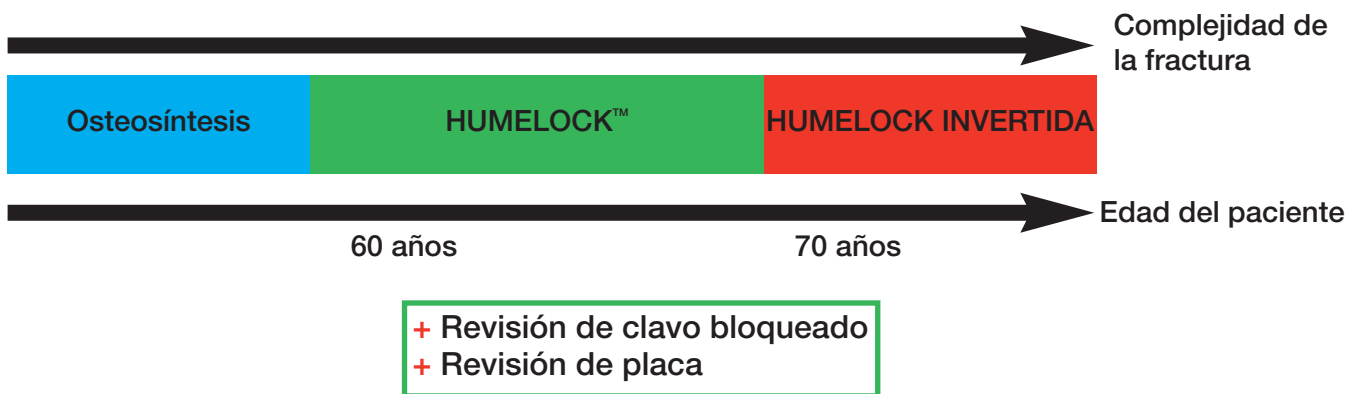 Complejidad de
la fractura
Osteosíntesis
HUMELOCK™
HUMELOCK INVERTIDA
Edad del paciente
60 años
70 años
+ Revisión de clavo bloqueado
+ Revisión de placa